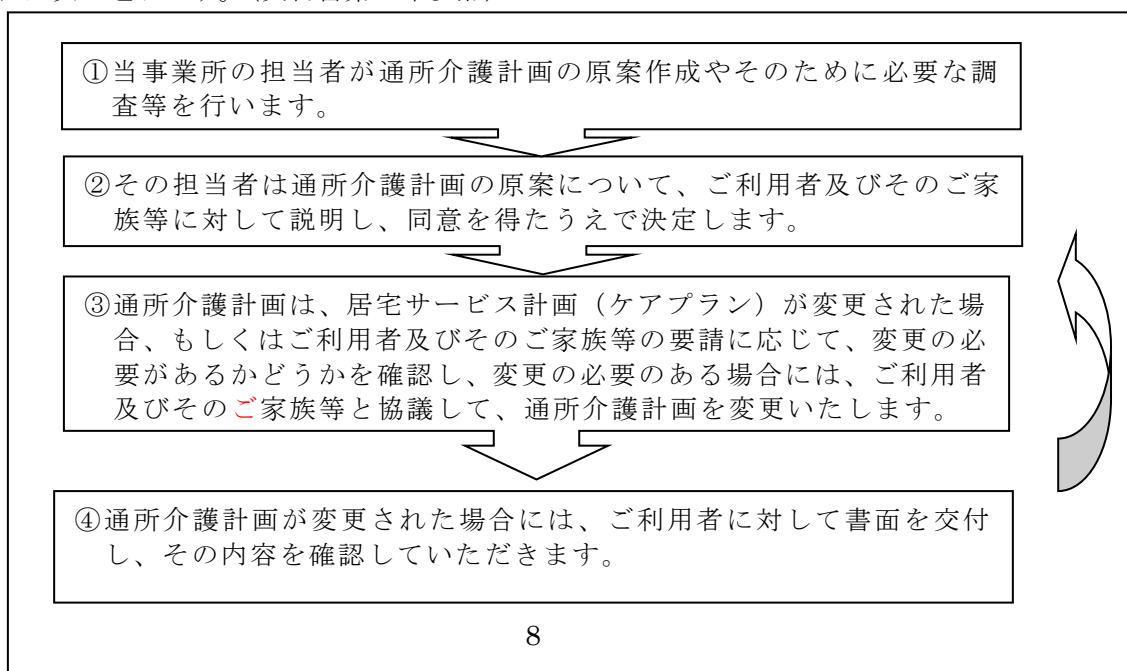 ①当事業所の担当者が通所介護計画の原案作成やそのために必要な調
査等を行います。
②その担当者は通所介護計画の原案について、ご利用者及びそのご家
族等に対して説明し、同意を得たうえで決定します。
③通所介護計画は、居宅サービス計画（ケアプラン）が変更された場
合、もしくはご利用者及びそのご家族等の要請に応じて、変更の必
要があるかどうかを確認し、変更の必要のある場合には、ご利用者
及びそのご家族等と協議して、通所介護計画を変更いたします。
④通所介護計画が変更された場合には、ご利用者に対して書面を交付
し、その内容を確認していただきます。
8